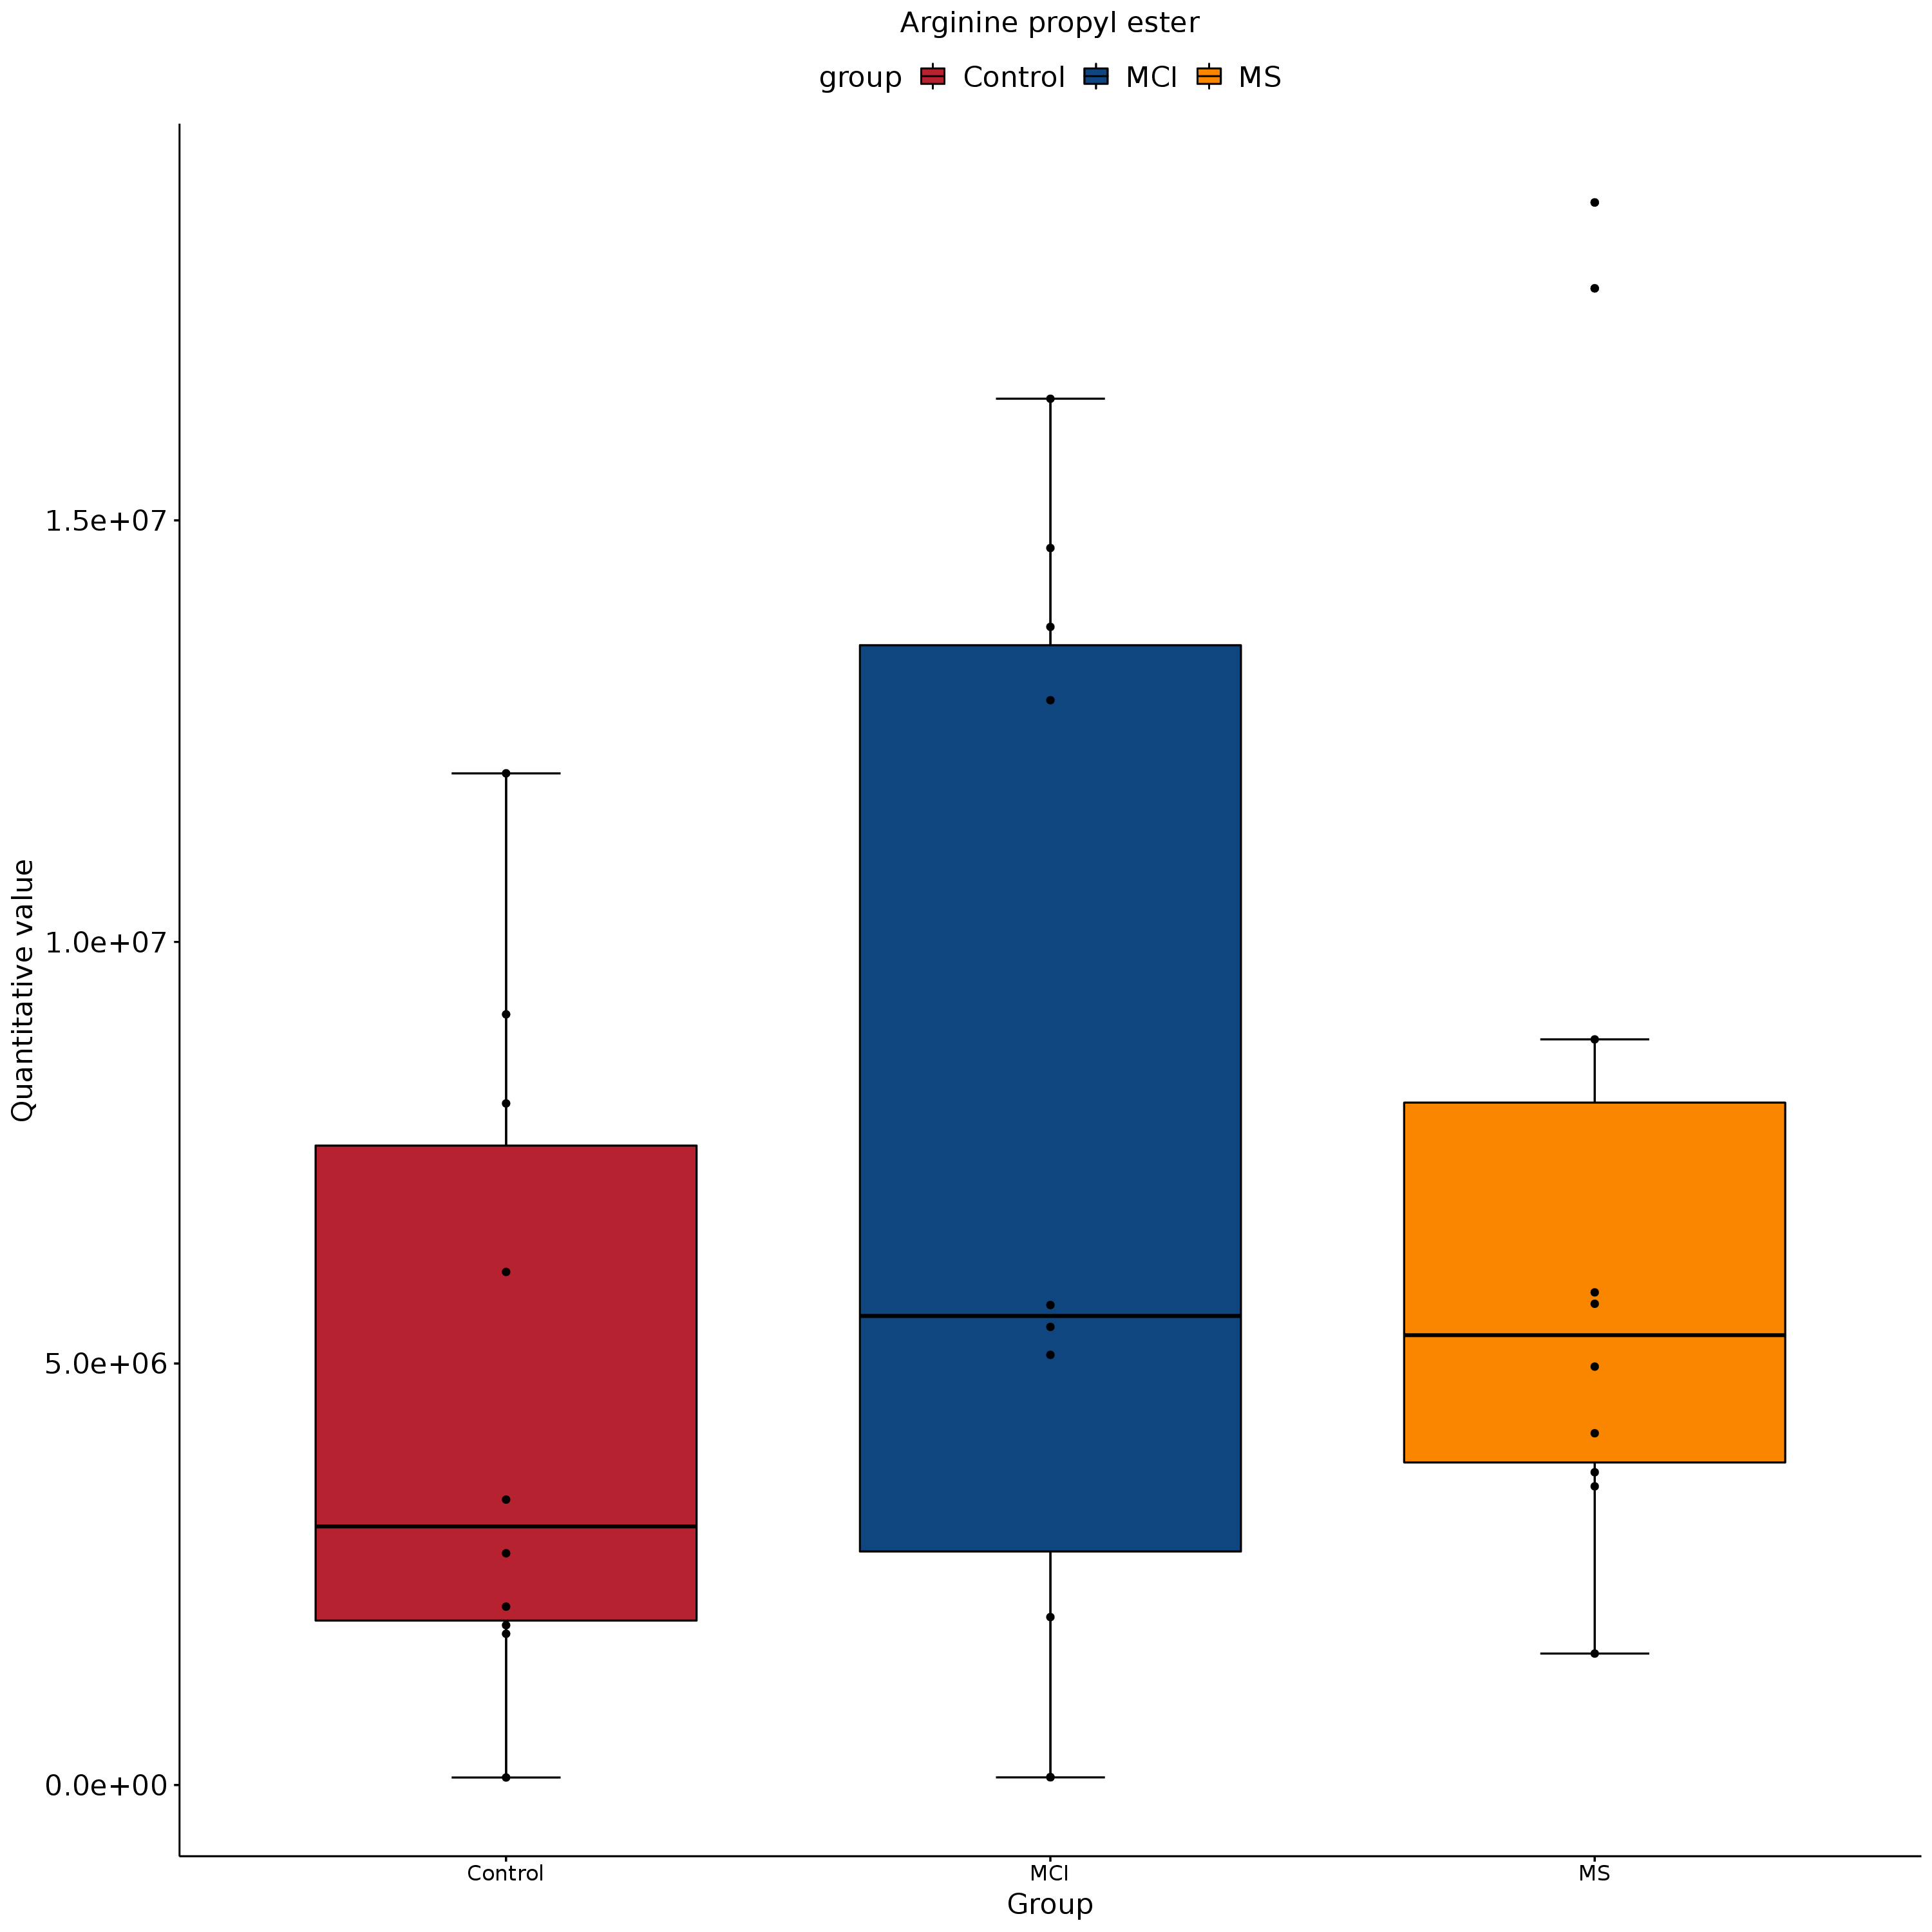 Arginine propyl ester
group Control MCI MS
Quantitative value
1.5e+07
1.0e+07
5.0e+06
0.0e+00
Control MCI MS
Group